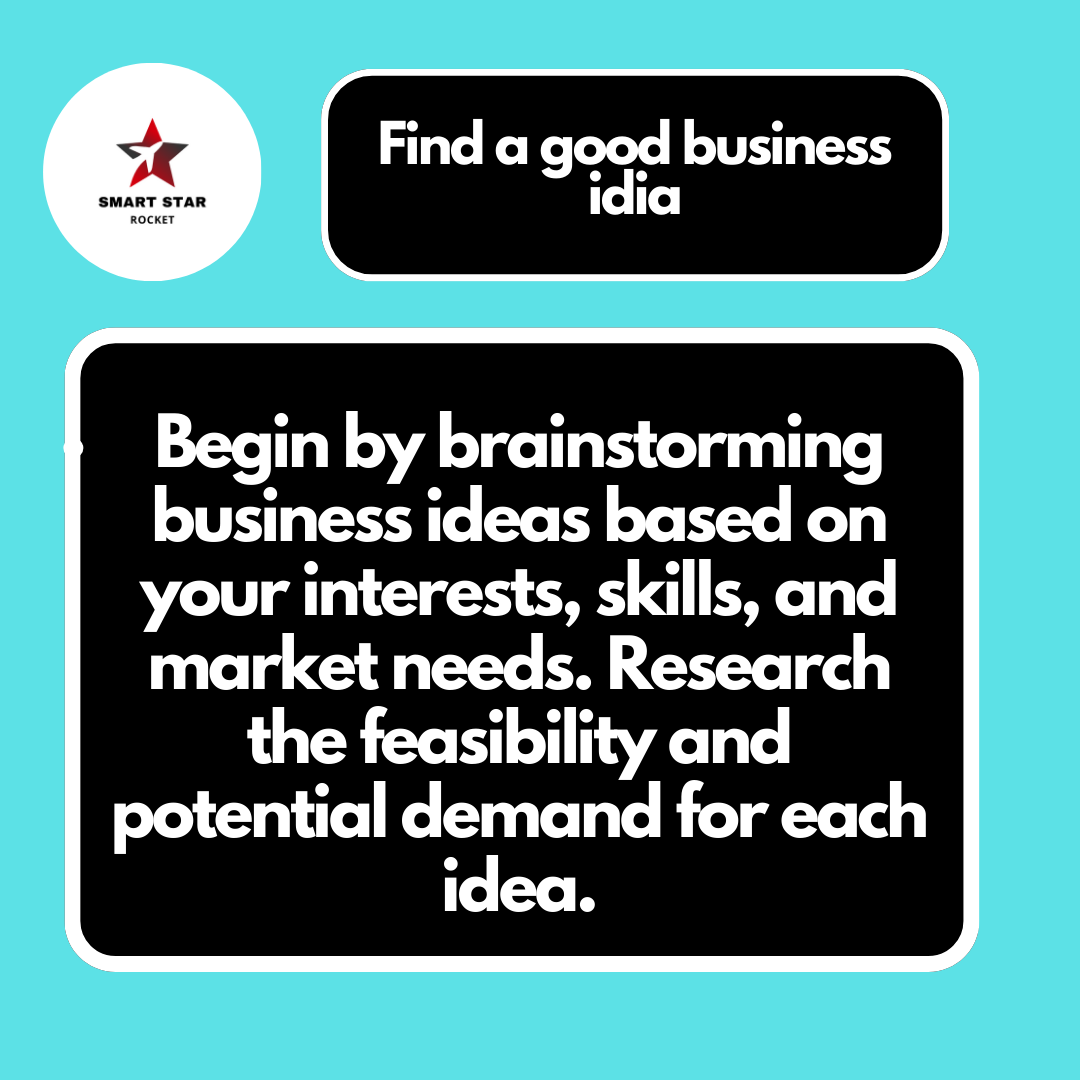 SMART STAR
ROCKET
Find a good business
idia
Begin by brainstorming
business ideas based on
your interests, skills, and
market needs. Research
the feasibility and
potential demand for each
idea.